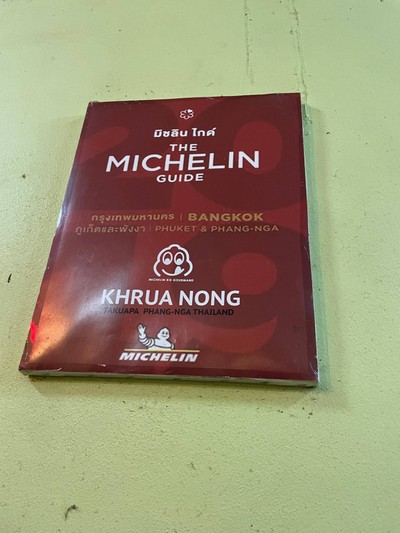 มิชลิน ไกด์
THE
MICHELIN
GUIDE
กรุงเทพมหานคร | BANGKOK
ภูเก็ตและพังงา | PHUKET & PHANG-NGA
MICHELIN BIB GOURMAND
KHRUA NONG
TAKUAPA PHANG-NGA THAILAND
MICHELIN